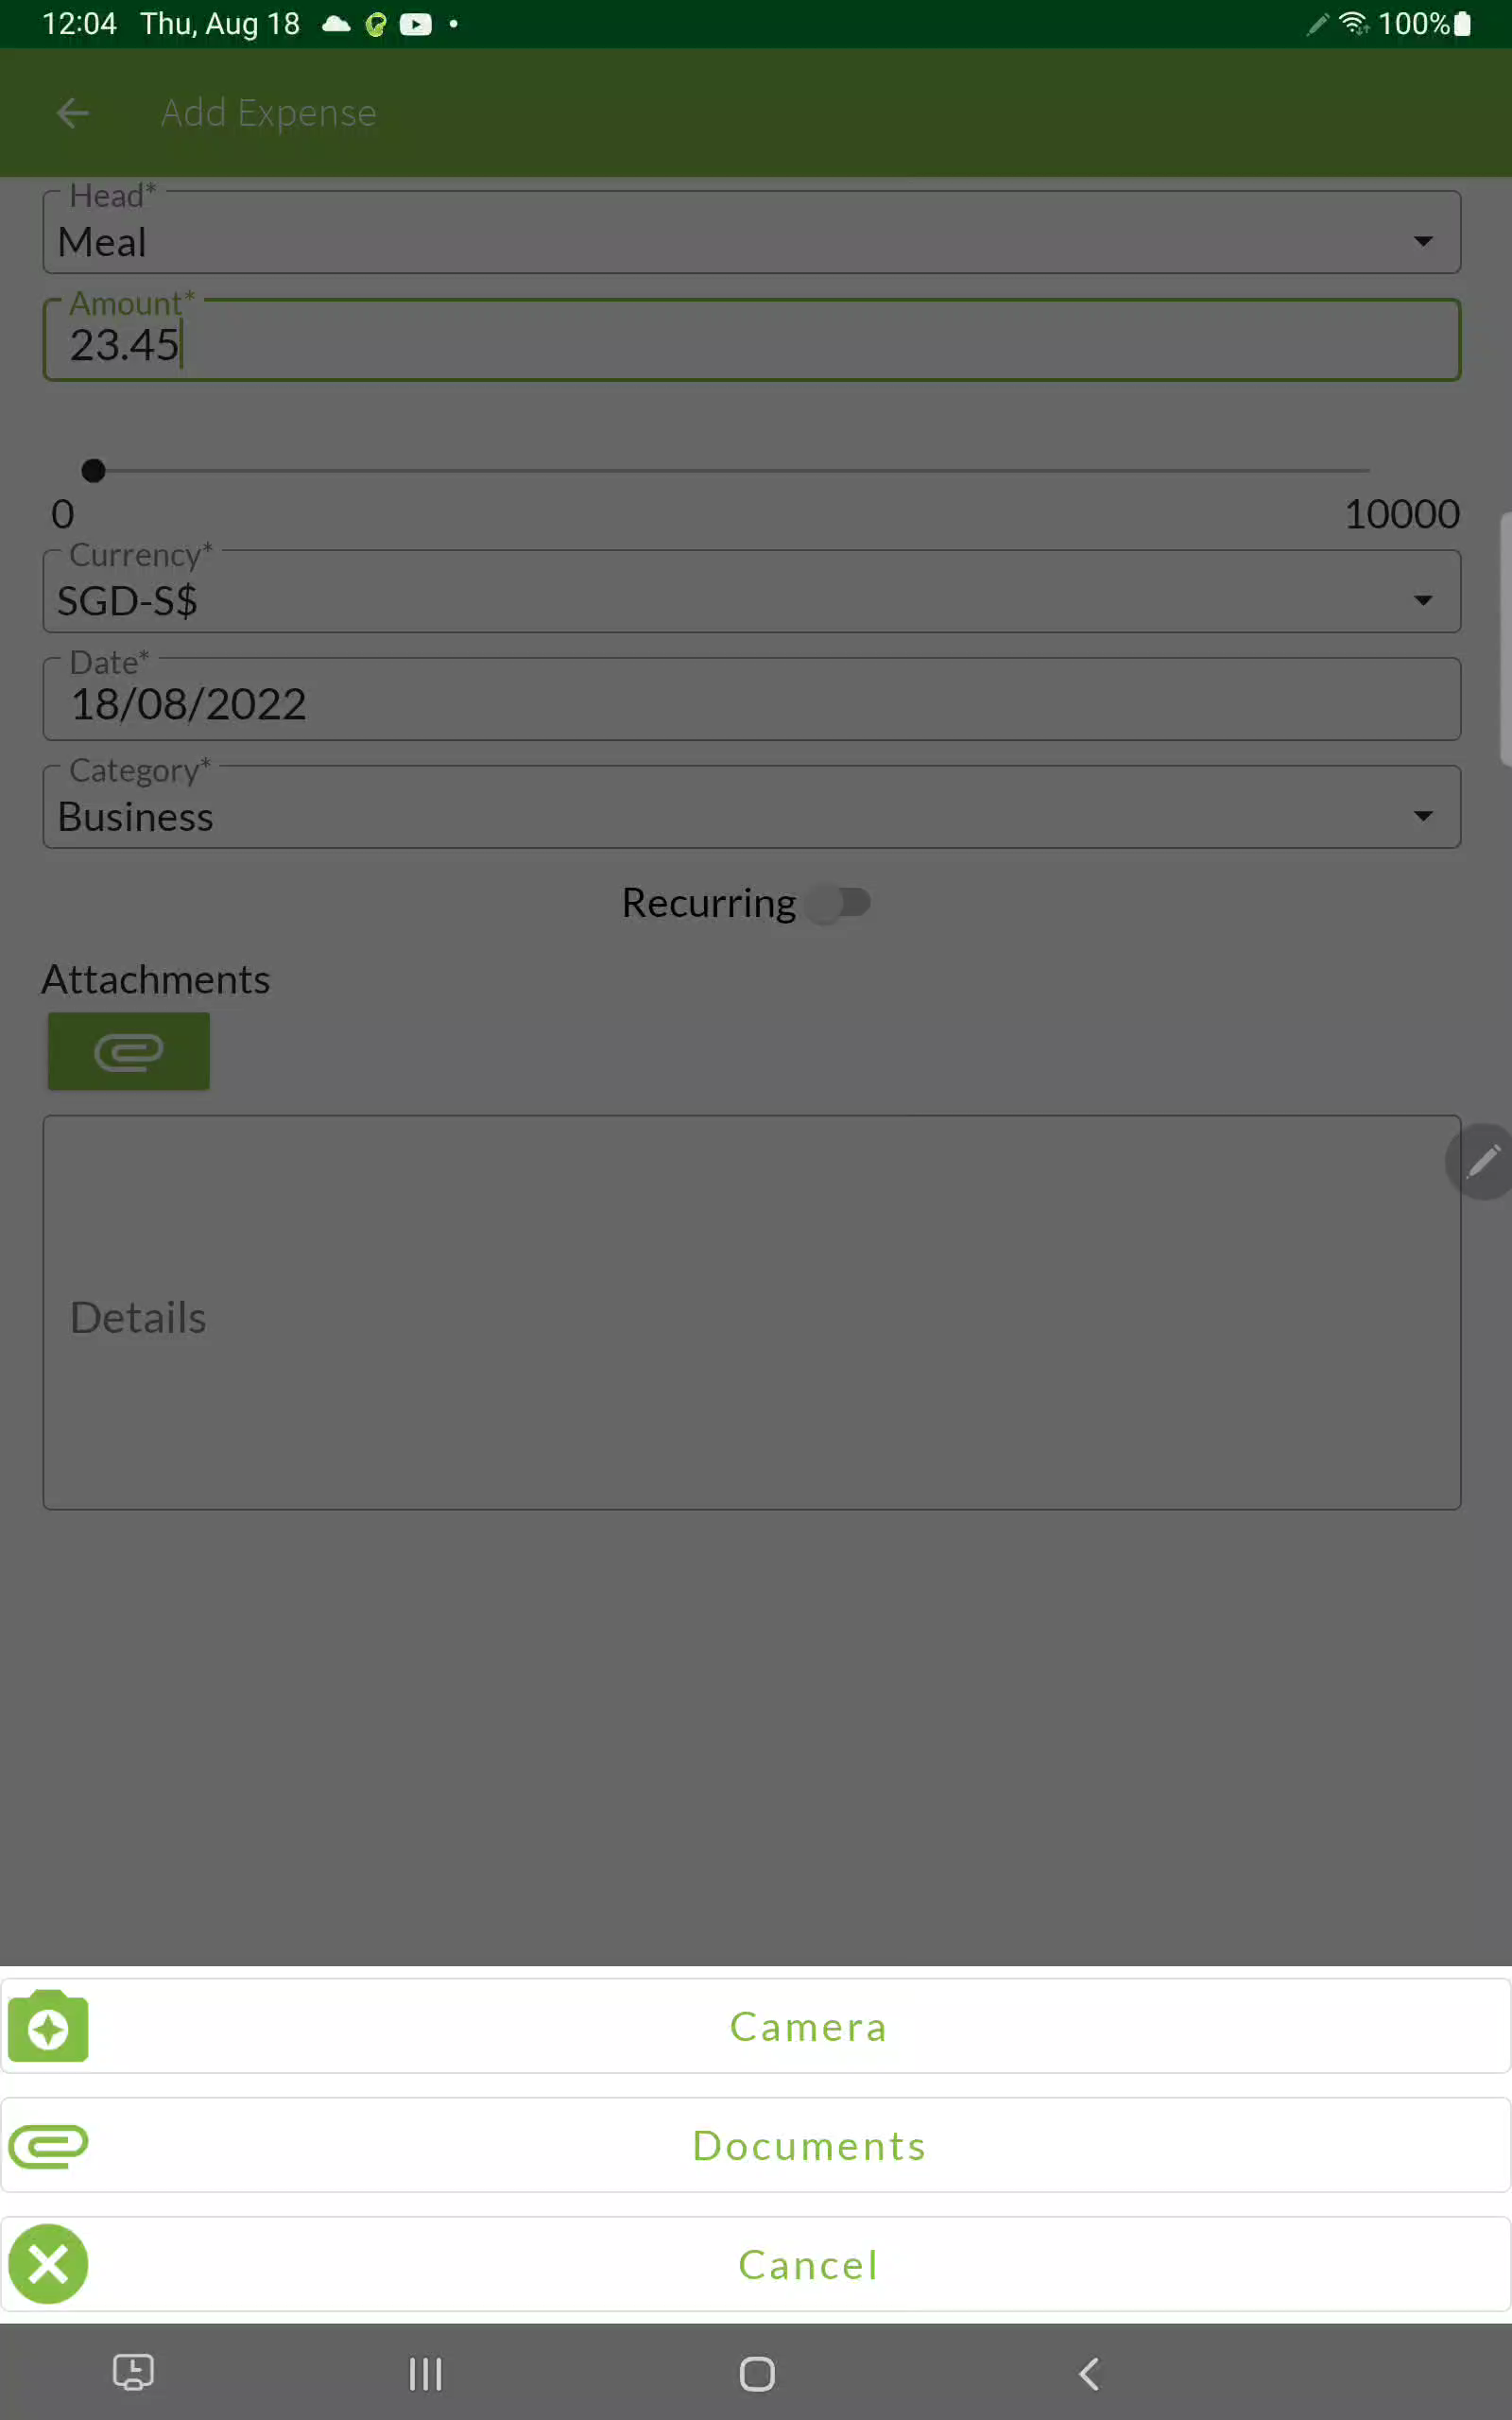 12:04 Thu, Aug 18
100%
Add Expense
Head*
Meal
Amount*
23.45
0
10000
Currency*
SGD-S$
Date*
18/08/2022
Category*
Business
Recurring
Attachments
Details
Camera
Documents
Cancel